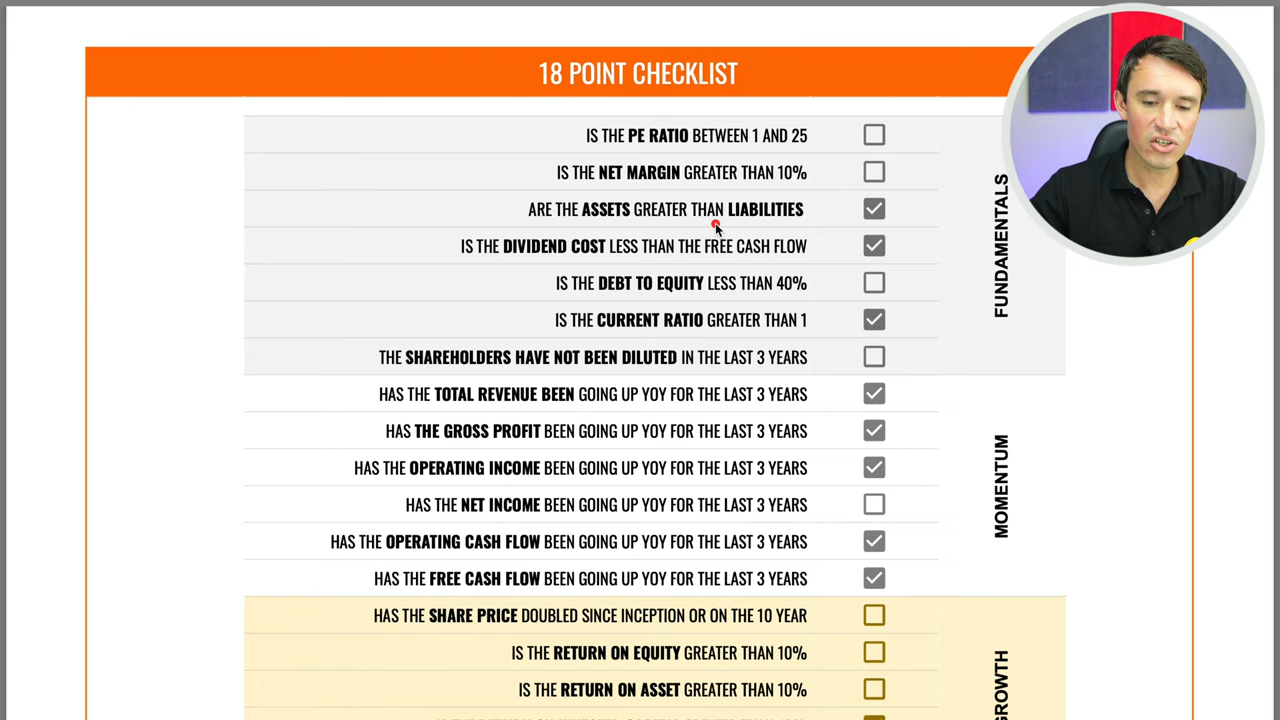 18 POINT CHECKLIST
IS THE PE RATIO BETWEEN 1 AND 25
IS THE NET MARGIN GREATER THAN 10%
ARE THE ASSETS GREATER THAN LIABILITIES
IS THE DIVIDEND COST LESS THAN THE FREE CASH FLOW
IS THE DEBT TO EQUITY LESS THAN 40%
IS THE CURRENT RATIO GREATER THAN 1
THE SHAREHOLDERS HAVE NOT BEEN DILUTED IN THE LAST 3 YEARS
FUNDAMENTALS
HAS THE TOTAL REVENUE BEEN GOING UP YOY FOR THE LAST 3 YEARS
HAS THE GROSS PROFIT BEEN GOING UP YOY FOR THE LAST 3 YEARS
HAS THE OPERATING INCOME BEEN GOING UP YOY FOR THE LAST 3 YEARS
HAS THE NET INCOME BEEN GOING UP YOY FOR THE LAST 3 YEARS
HAS THE OPERATING CASH FLOW BEEN GOING UP YOY FOR THE LAST 3 YEARS
HAS THE FREE CASH FLOW BEEN GOING UP YOY FOR THE LAST 3 YEARS
MOMENTUM
HAS THE SHARE PRICE DOUBLED SINCE INCEPTION OR ON THE 10 YEAR
IS THE RETURN ON EQUITY GREATER THAN 10%
IS THE RETURN ON ASSET GREATER THAN 10%
GROWTH